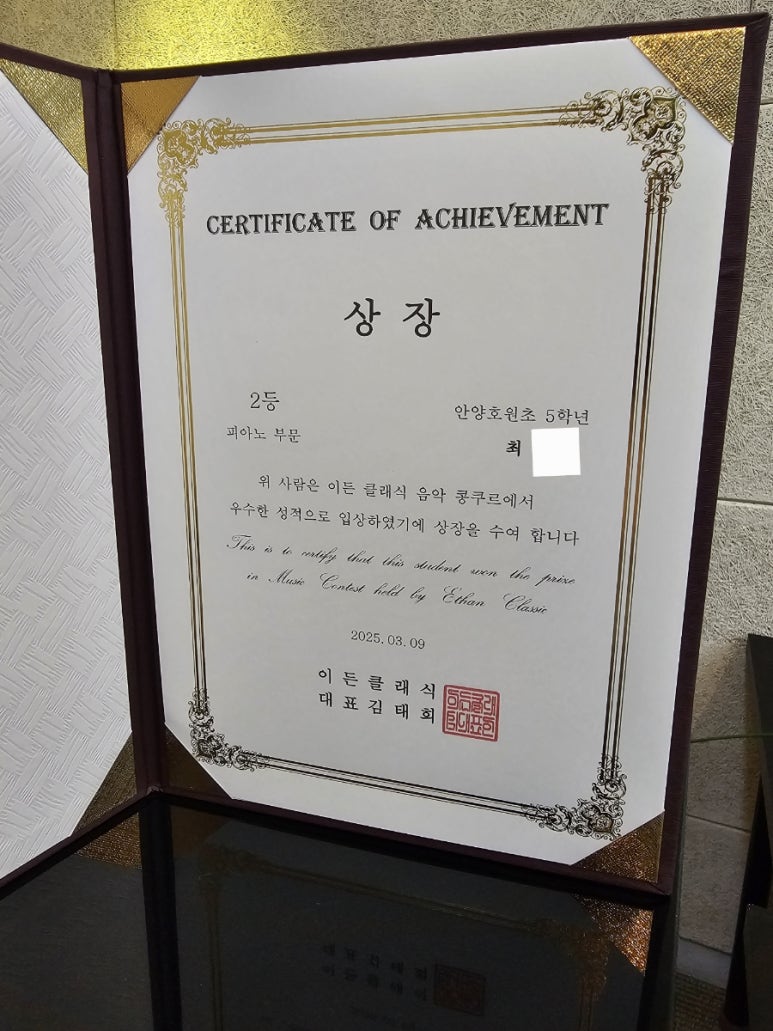 CERTIFICATE OF ACHIEVEMENT
상 장
2등
안양호원초 5학년
피아노 부문
최
위 사람은 이든 클래식 음악 콩쿠르에서
우수한 성적으로 입상하였기에 상장을 수여 합니다
This is to certify that this student won the prize
in Music Contest held by Ethan Classic
2025.03.09
이든클래식
대표김태희